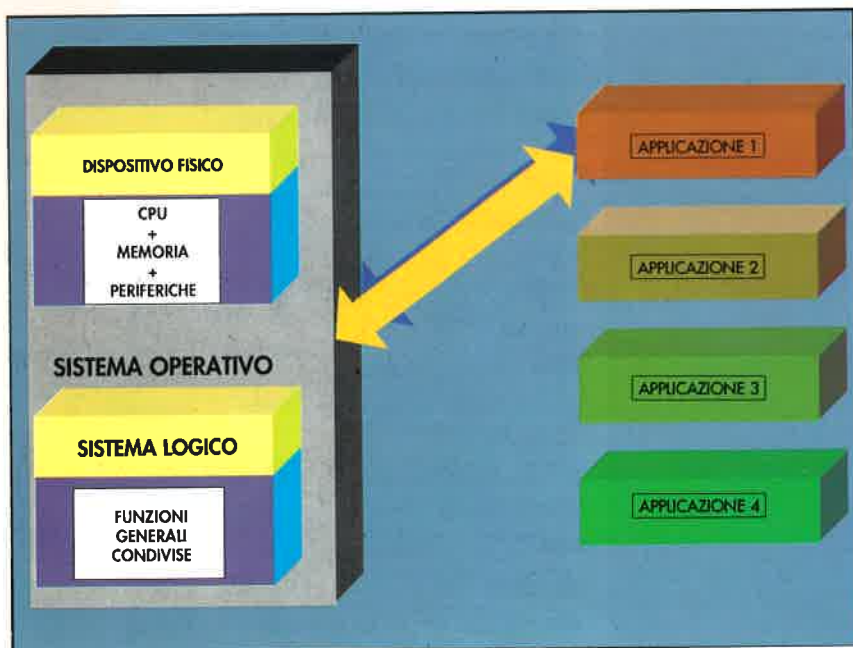 DISPOSITIVO FISICO
CPU
+
MEMORIA
+
PERIFERICHE
SISTEMA OPERATIVO
SISTEMA LOGICO
FUNZIONI
GENERALI
CONDIVISE
APPLICAZIONE 1
APPLICAZIONE 2
APPLICAZIONE 3
APPLICAZIONE 4